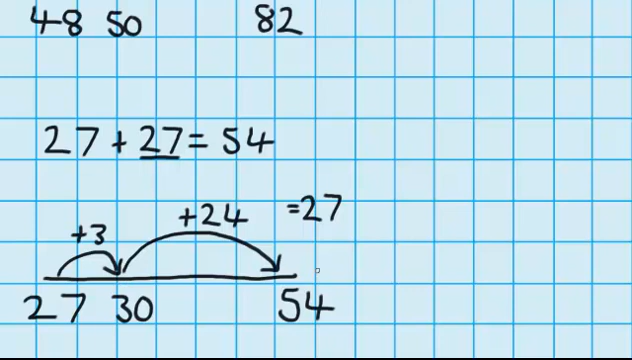 48 50 82
27 + 27 = 54
+3 +24 =27
27 30 54